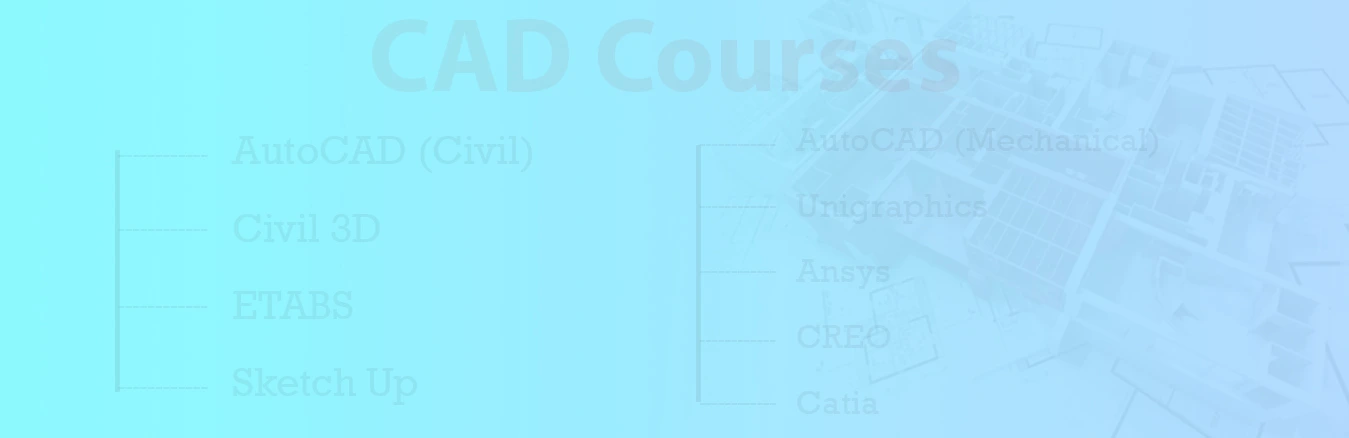 CAD Courses
AutoCAD (Civil)
Civil 3D
ETABS
Sketch Up
AutoCAD (Mechanical)
Unigraphics
Ansys
CREO
Catia